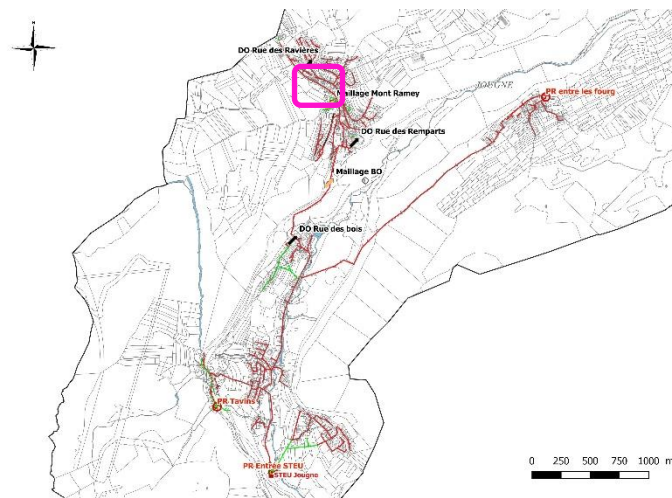 N
DO Rue des Ravières
JOUGNE
Maillage Mont Ramey
PR entre les fourg
DO Rue des Remparts
Maillage BO
DO Rue des bois
PR Tavins
PR Entrée STEU
STEU Jougne
0 250 500 750 1000 m